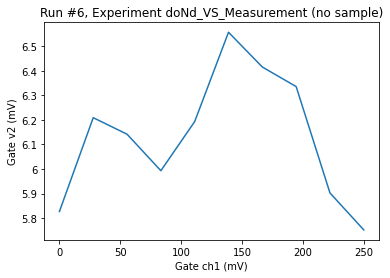 Run #6, Experiment doNd_VS_Measurement (no sample)
Gate v2 (mV)
6.5
6.4
6.3
6.2
6.1
6
5.9
5.8
0 50 100 150 200 250
Gate ch1 (mV)